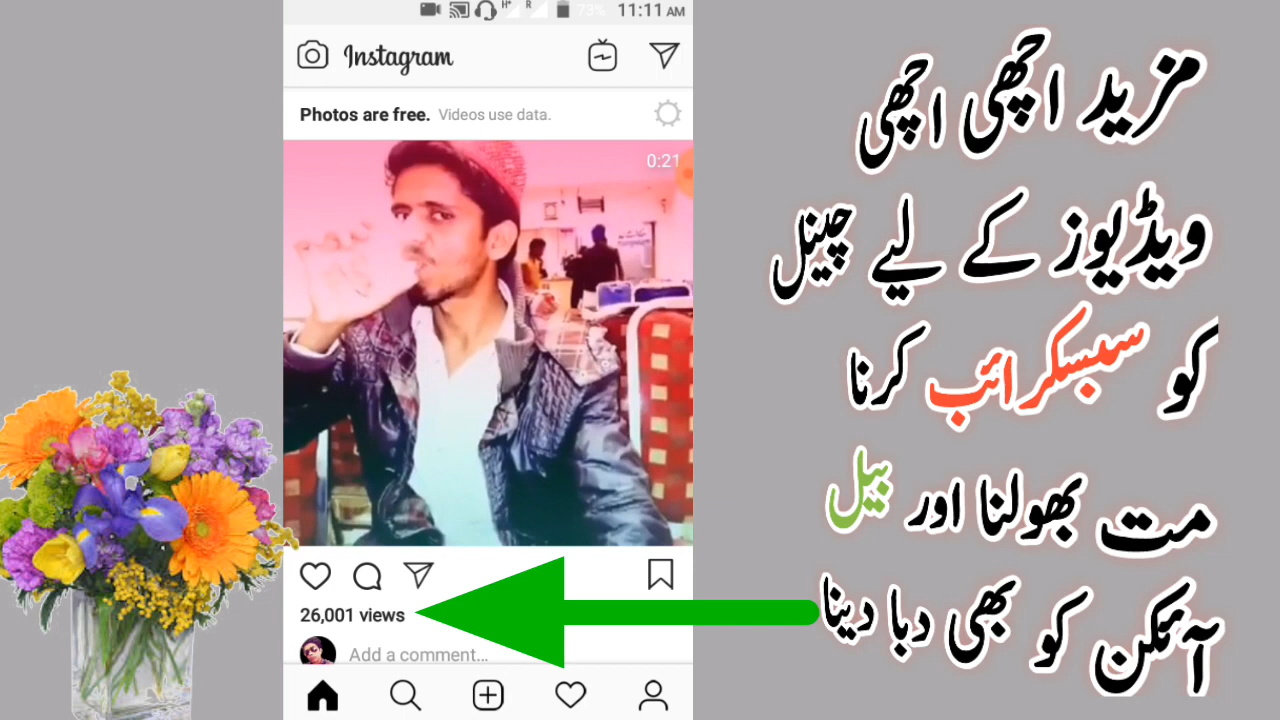 H+ R 73% 11:11 AM
Instagram
Photos are free. Videos use data.
0:21
26,001 views
Add a comment...
مزید اچھی اچھی
ویڈیوز کے لیے چینل
کو سبسکرائب کرنا
مت بھولنا اور بیل
آئکن کو بھی دبا دینا